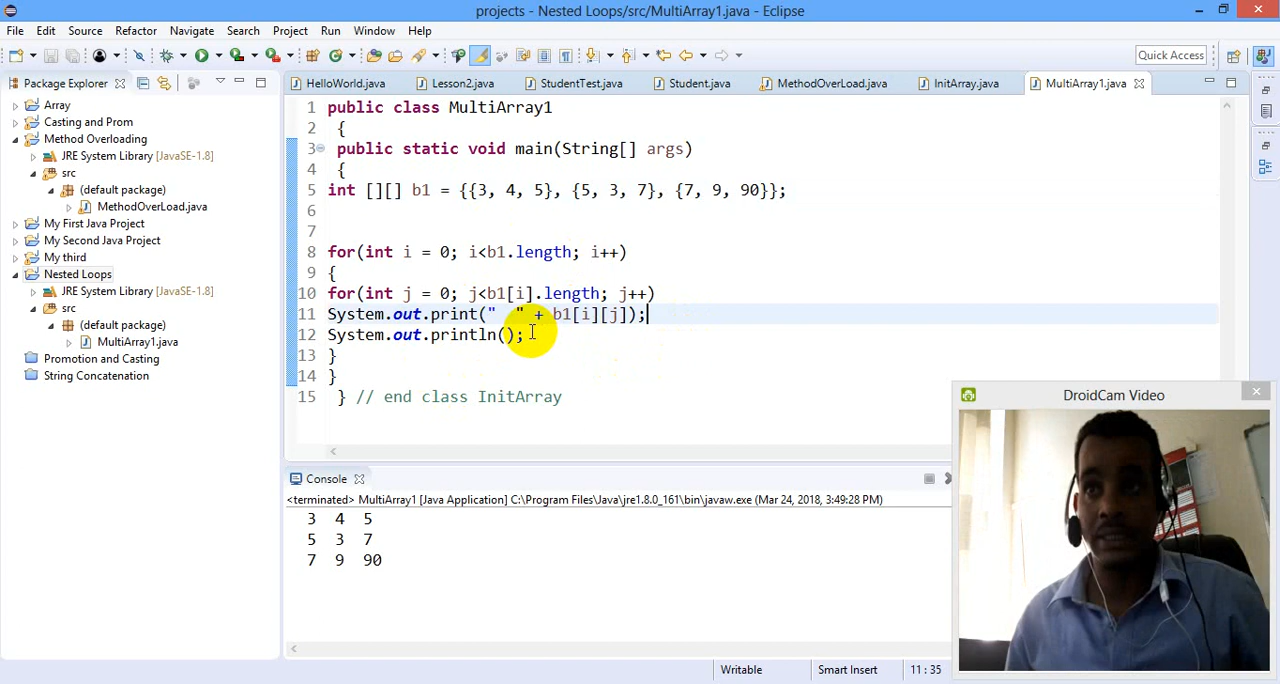 projects - Nested Loops/src/MultiArray1.java - Eclipse
File Edit Source Refactor Navigate Search Project Run Window Help
Quick Access
Package Explorer
HelloWorld.java Lesson2.java StudentTest.java Student.java MethodOverLoad.java InitArray.java MultiArray1.java
Array
Casting and Prom
Method Overloading
JRE System Library [JavaSE-1.8]
src
(default package)
MethodOverLoad.java
My First Java Project
My Second Java Project
My third
Nested Loops
JRE System Library [JavaSE-1.8]
src
(default package)
MultiArray1.java
Promotion and Casting
String Concatenation
1 public class MultiArray1
2 {
3 public static void main(String[] args)
4 {
5 int [][] b1 = {{3, 4, 5}, {5, 3, 7}, {7, 9, 90}};
6
7
8 for(int i = 0; i<b1.length; i++)
9 {
10 for(int j = 0; j<b1[i].length; j++)
11 System.out.print("  " + b1[i][j]);
12 System.out.println();
13 }
14 }
15 } // end class InitArray
DroidCam Video
Console
<terminated> MultiArray1 [Java Application] C:\Program Files\Java\jre1.8.0_161\bin\javaw.exe (Mar 24, 2018, 3:49:28 PM)
3 4 5
5 3 7
7 9 90
Writable Smart Insert 11 : 35